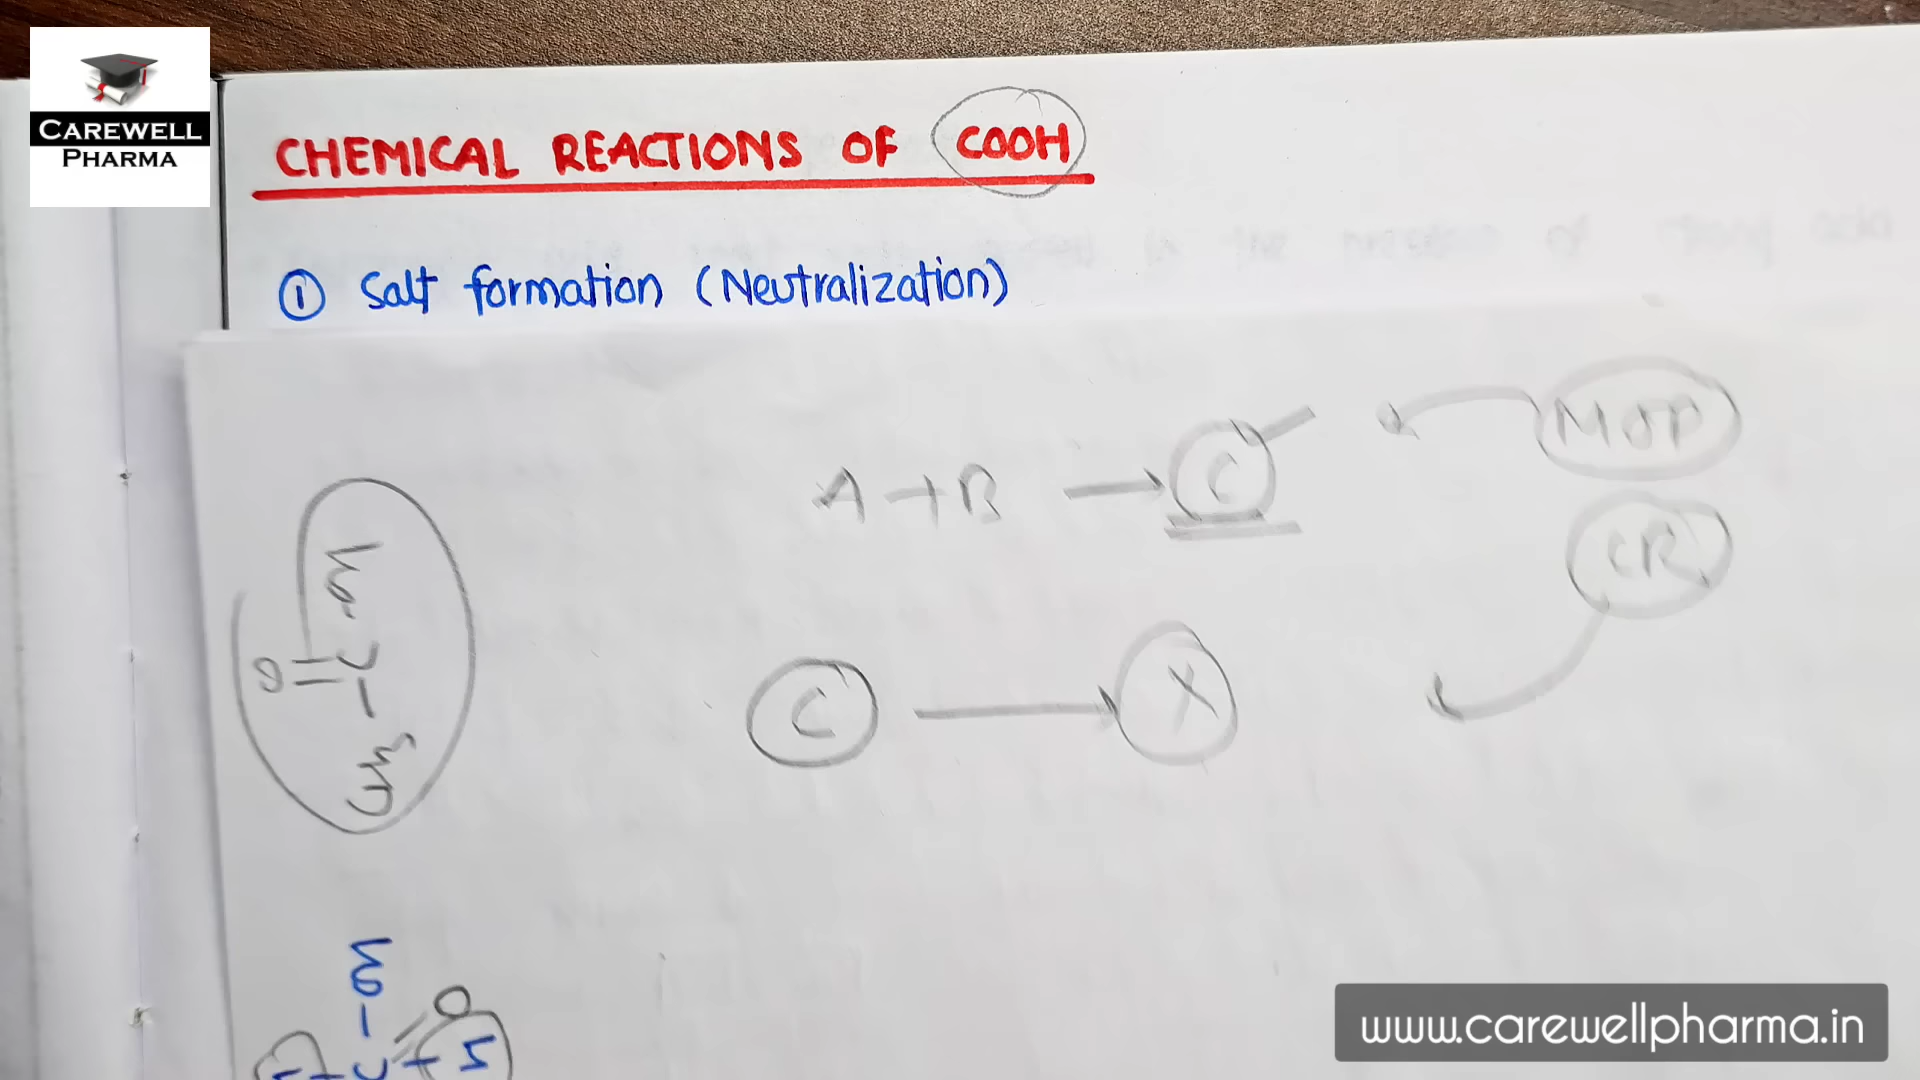 CAREWELL
PHARMA
CHEMICAL REACTIONS OF COOH
① Salt formation (Neutralization)
A + B → C
MOP
CR
C → X
www.carewellpharma.in